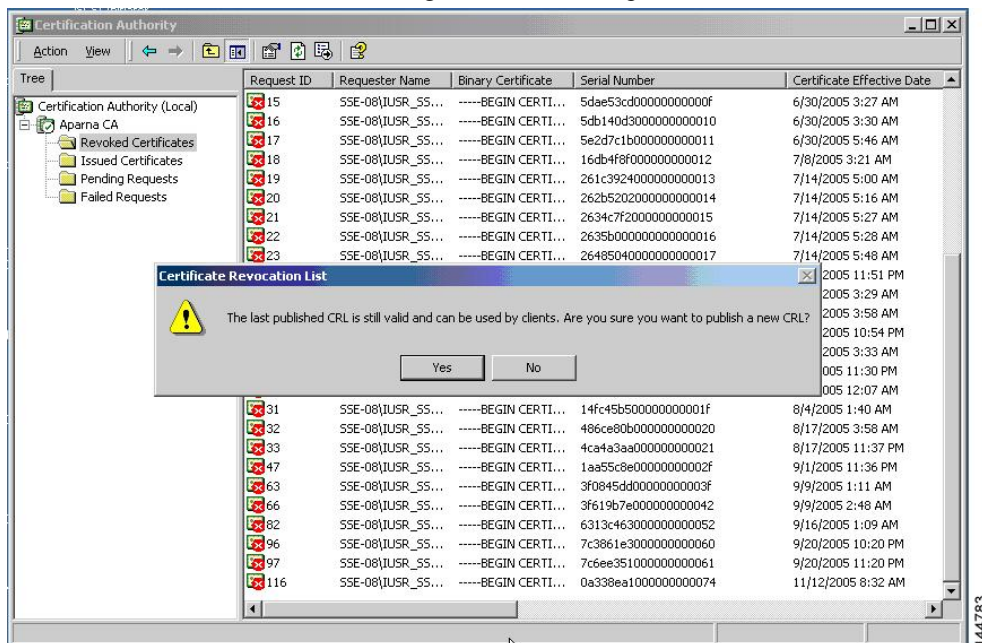 Certification Authority
Action View
Tree
Request ID Requester Name Binary Certificate Serial Number Certificate Effective Date
Certification Authority (Local)
Aparna CA
Revoked Certificates
Issued Certificates
Pending Requests
Failed Requests
15 SSE-08\IUSR_SS... -----BEGIN CERTI... 5dae53cd00000000000f 6/30/2005 3:27 AM
16 SSE-08\IUSR_SS... -----BEGIN CERTI... 5db140d3000000000010 6/30/2005 3:30 AM
17 SSE-08\IUSR_SS... -----BEGIN CERTI... 5e2d7c1b000000000011 6/30/2005 5:46 AM
18 SSE-08\IUSR_SS... -----BEGIN CERTI... 16db4f8f000000000012 7/8/2005 3:21 AM
19 SSE-08\IUSR_SS... -----BEGIN CERTI... 261c3924000000000013 7/14/2005 5:00 AM
20 SSE-08\IUSR_SS... -----BEGIN CERTI... 262b5202000000000014 7/14/2005 5:16 AM
21 SSE-08\IUSR_SS... -----BEGIN CERTI... 2634c7f2000000000015 7/14/2005 5:27 AM
22 SSE-08\IUSR_SS... -----BEGIN CERTI... 2635b000000000000016 7/14/2005 5:28 AM
23 SSE-08\IUSR_SS... -----BEGIN CERTI... 26485040000000000017 7/14/2005 5:48 AM
2005 11:51 PM
2005 3:29 AM
2005 3:58 AM
2005 10:54 PM
2005 3:33 AM
005 11:30 PM
005 12:07 AM
Certificate Revocation List
The last published CRL is still valid and can be used by clients. Are you sure you want to publish a new CRL?
Yes No
31 SSE-08\IUSR_SS... -----BEGIN CERTI... 14fc45b500000000001f 8/4/2005 1:40 AM
32 SSE-08\IUSR_SS... -----BEGIN CERTI... 486ce80b000000000020 8/17/2005 3:58 AM
33 SSE-08\IUSR_SS... -----BEGIN CERTI... 4ca4a3aa000000000021 8/17/2005 11:37 PM
47 SSE-08\IUSR_SS... -----BEGIN CERTI... 1aa55c8e00000000002f 9/1/2005 11:36 PM
63 SSE-08\IUSR_SS... -----BEGIN CERTI... 3f0845dd00000000003f 9/9/2005 1:11 AM
66 SSE-08\IUSR_SS... -----BEGIN CERTI... 3f619b7e000000000042 9/9/2005 2:48 AM
82 SSE-08\IUSR_SS... -----BEGIN CERTI... 6313c463000000000052 9/16/2005 1:09 AM
96 SSE-08\IUSR_SS... -----BEGIN CERTI... 7c3861e3000000000060 9/20/2005 10:20 PM
97 SSE-08\IUSR_SS... -----BEGIN CERTI... 7c6ee351000000000061 9/20/2005 11:20 PM
116 SSE-08\IUSR_SS... -----BEGIN CERTI... 0a338ea1000000000074 11/12/2005 8:32 AM
144783